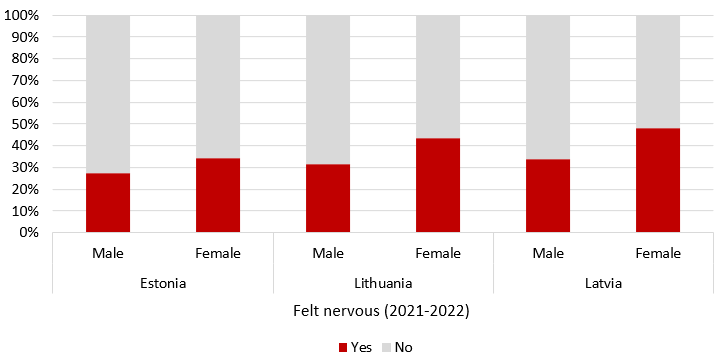 100%
90%
80%
70%
60%
50%
40%
30%
20%
10%
0%
Male Female Male Female Male Female
Estonia Lithuania Latvia
Felt nervous (2021-2022)
Yes No